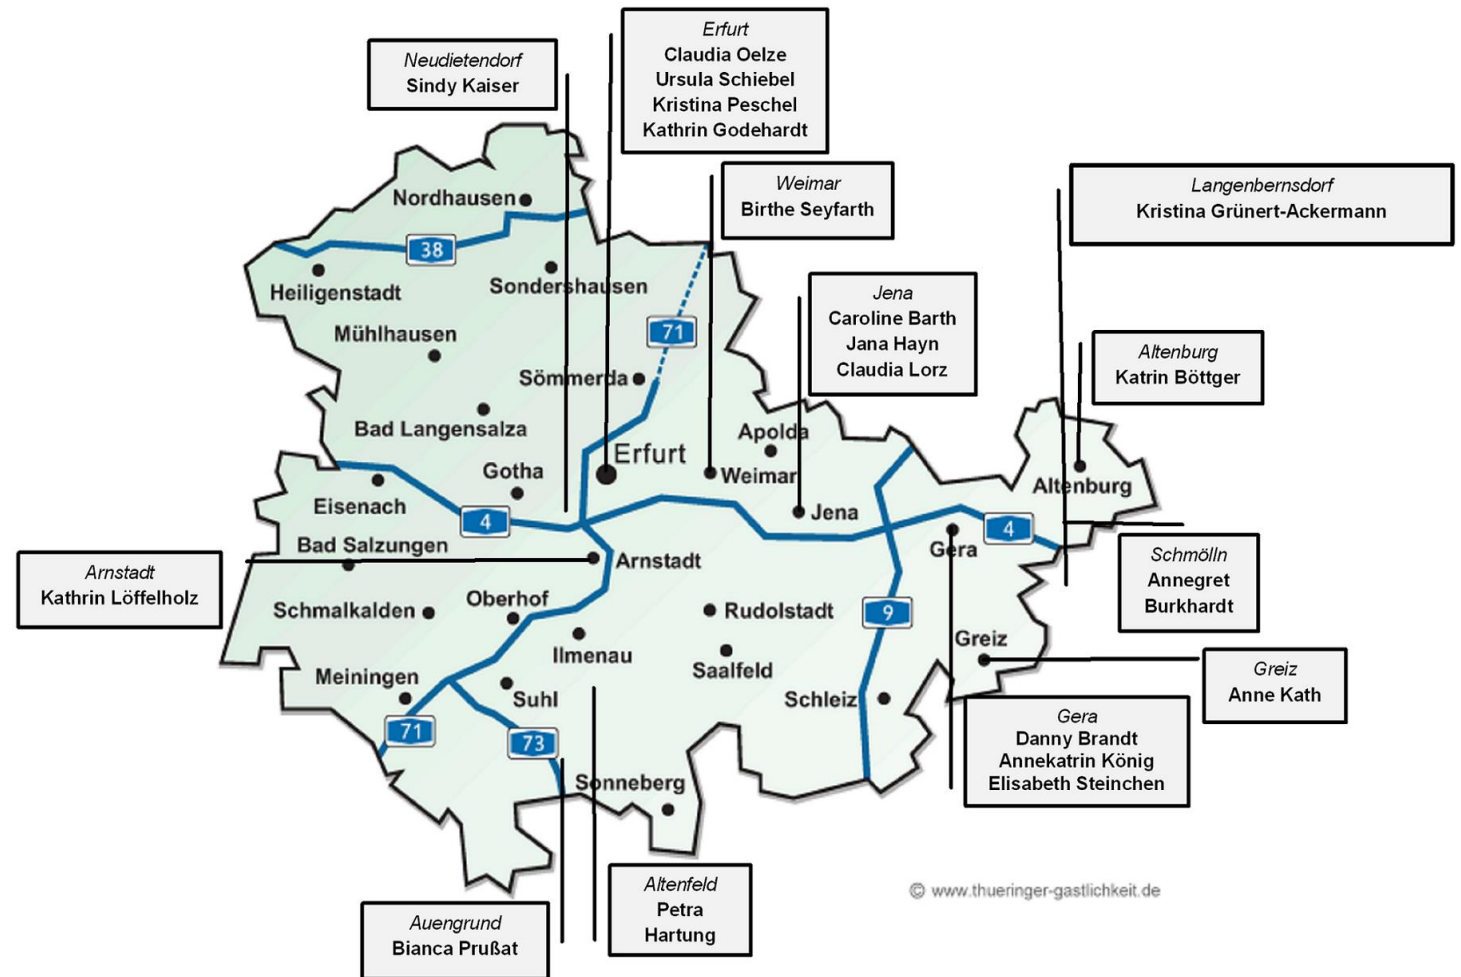 Neudietendorf
Sindy Kaiser
Erfurt
Claudia Oelze
Ursula Schiebel
Kristina Peschel
Kathrin Godehardt
Weimar
Birthe Seyfarth
Langenbernsdorf
Kristina Grünert-Ackermann
Jena
Caroline Barth
Jana Hayn
Claudia Lorz
Altenburg
Katrin Böttger
Nordhausen
38
Heiligenstadt
Sondershausen
Mühlhausen
71
Sömmerda
Bad Langensalza
Apolda
Erfurt
Gotha
Weimar
Altenburg
Eisenach
4
Jena
4
Gera
Bad Salzungen
Arnstadt
Arnstadt
Kathrin Löffelholz
Schmölln
Annegret
Burkhardt
Schmalkalden
Oberhof
Rudolstadt
9
Ilmenau
Saalfeld
Greiz
Greiz
Anne Kath
Meiningen
Suhl
Schleiz
71
73
Gera
Danny Brandt
Annekatrin König
Elisabeth Steinchen
Sonneberg
Altenfeld
Petra
Hartung
Auengrund
Bianca Prußat
© www.thueringer-gastlichkeit.de